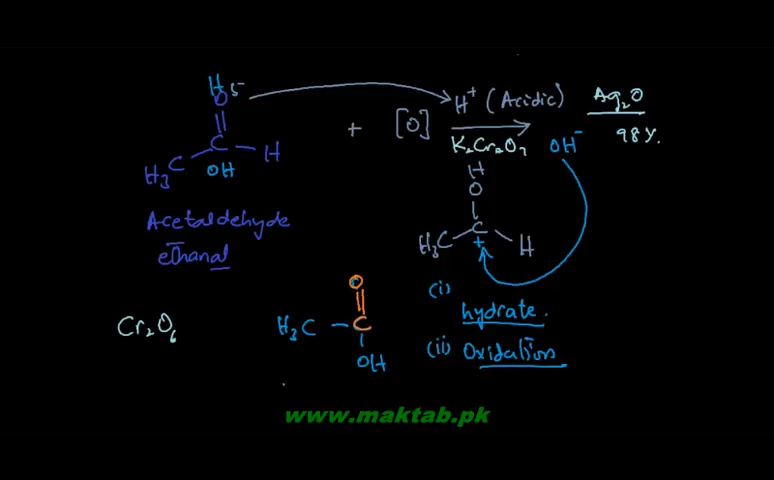 H
O δ-
C
H3C H
OH
Acetaldehyde
ethanal
+ [O]
H+ (Acidic)
K2Cr2O7
Ag2O
98%.
OH-
H
O
C
H3C H
+
(i)
hydrate.
(ii) Oxidation
Cr2O6
O
H3C - C
OH
www.maktab.pk